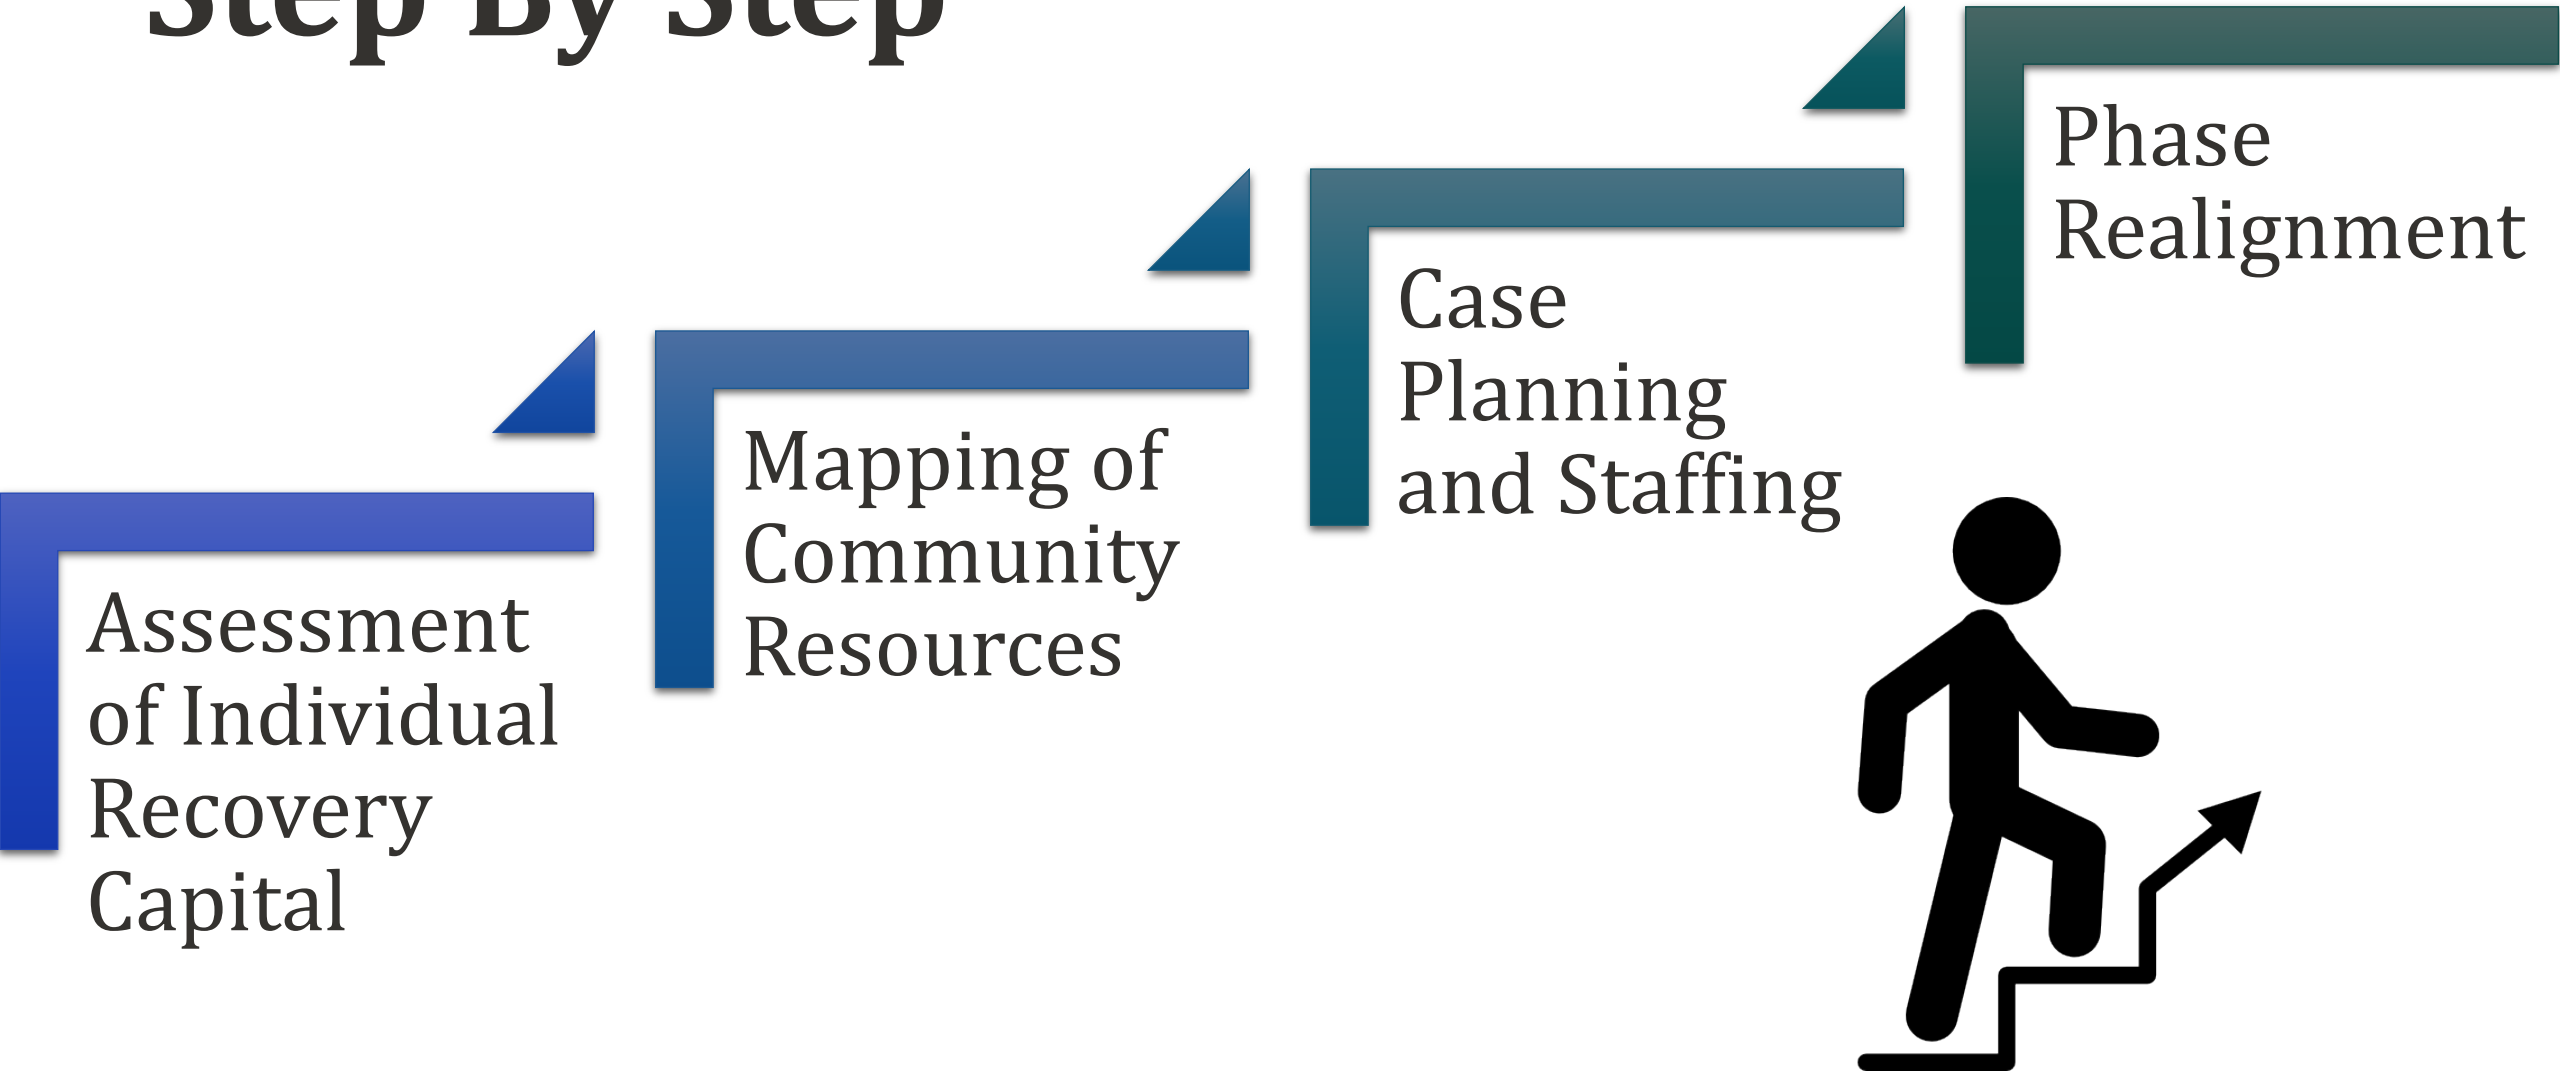 Step By Step
Phase
Realignment
Case
Planning
and Staffing
Mapping of
Community
Resources
Assessment
of Individual
Recovery
Capital